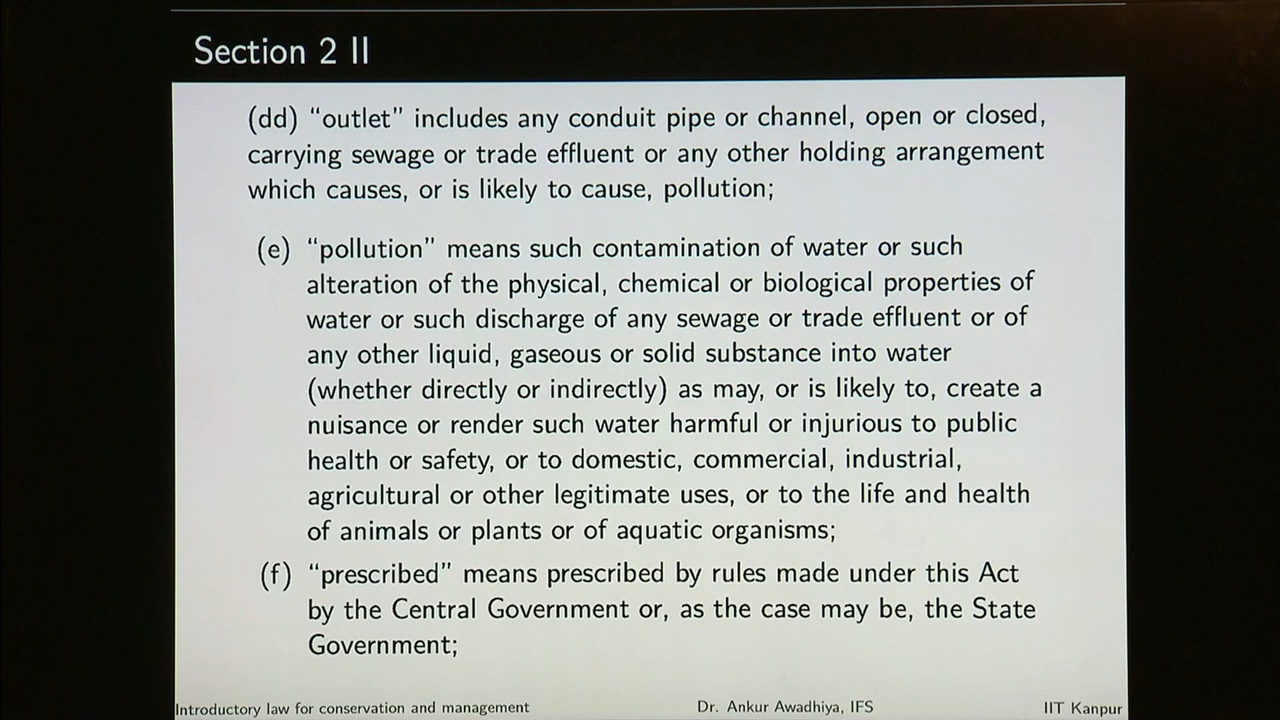 Section 2 II
(dd) “outlet” includes any conduit pipe or channel, open or closed,
carrying sewage or trade effluent or any other holding arrangement
which causes, or is likely to cause, pollution;
(e) “pollution” means such contamination of water or such
alteration of the physical, chemical or biological properties of
water or such discharge of any sewage or trade effluent or of
any other liquid, gaseous or solid substance into water
(whether directly or indirectly) as may, or is likely to, create a
nuisance or render such water harmful or injurious to public
health or safety, or to domestic, commercial, industrial,
agricultural or other legitimate uses, or to the life and health
of animals or plants or of aquatic organisms;
(f) “prescribed” means prescribed by rules made under this Act
by the Central Government or, as the case may be, the State
Government;
Introductory law for conservation and management Dr. Ankur Awadhiya, IFS IIT Kanpur